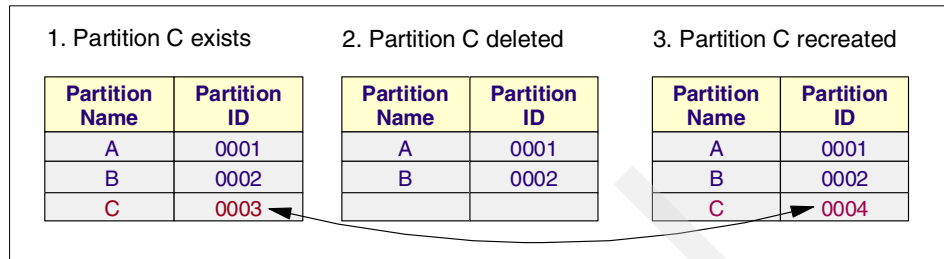 1. Partition C exists
Partition Name Partition ID
A 0001
B 0002
C 0003
2. Partition C deleted
Partition Name Partition ID
A 0001
B 0002
3. Partition C recreated
Partition Name Partition ID
A 0001
B 0002
C 0004